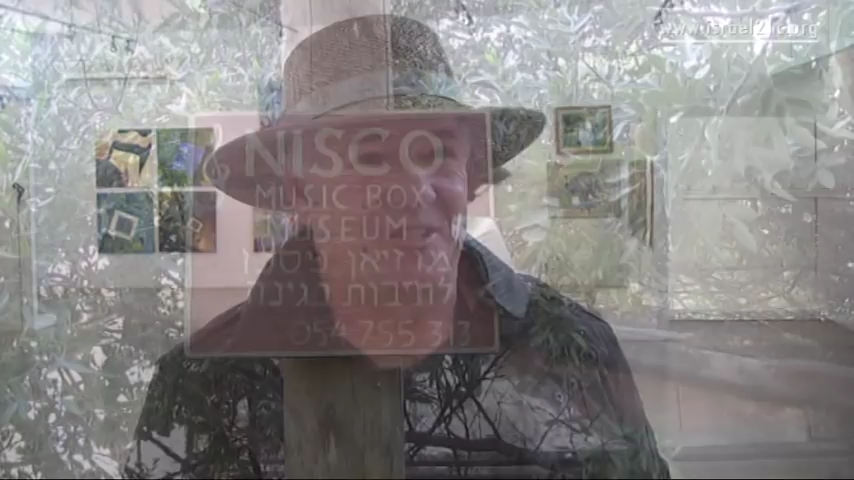 www.israel21c.org
NISCO
MUSIC BOX
MUSEUM
מוזיאון ניסקו
לתיבות נגינה
054 755 313